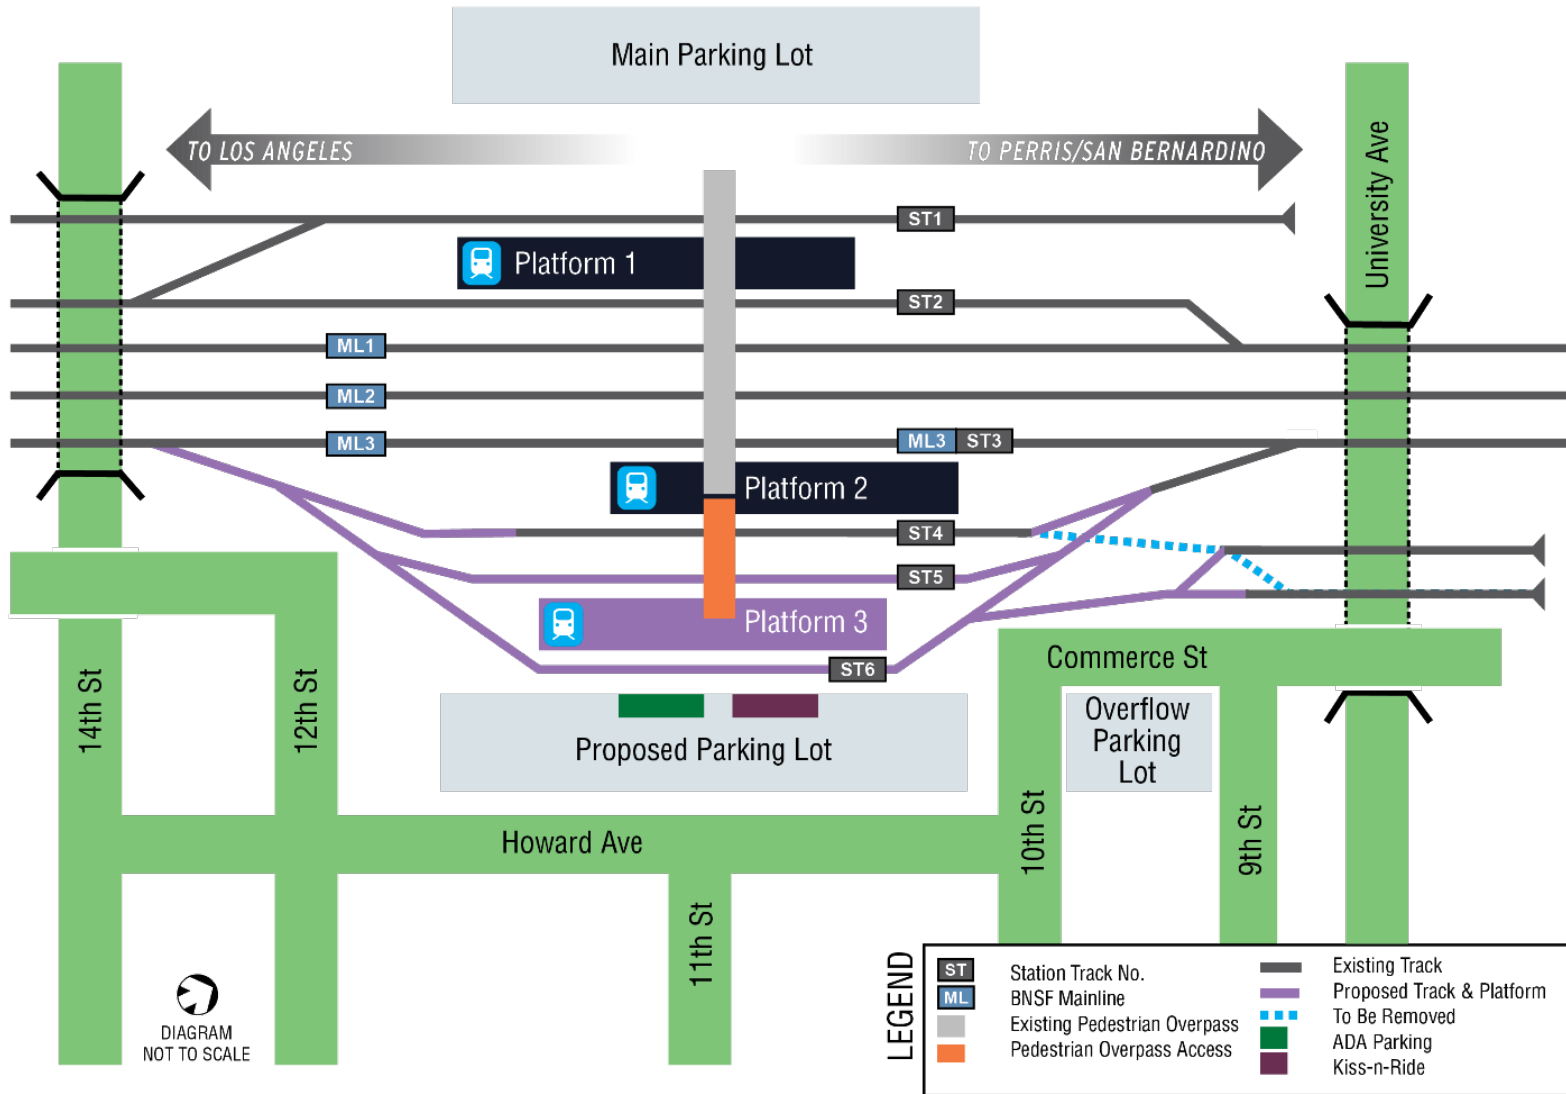 Main Parking Lot
TO LOS ANGELES
TO PERRIS/SAN BERNARDINO
University Ave
ST1
Platform 1
ST2
ML1
ML2
ML3
ML3 ST3
Platform 2
ST4
ST5
Platform 3
ST6
Commerce St
14th St
12th St
Proposed Parking Lot
Overflow
Parking
Lot
10th St
9th St
Howard Ave
11th St
DIAGRAM
NOT TO SCALE
LEGEND
ST Station Track No.
ML BNSF Mainline
Existing Pedestrian Overpass
Pedestrian Overpass Access
Existing Track
Proposed Track & Platform
To Be Removed
ADA Parking
Kiss-n-Ride